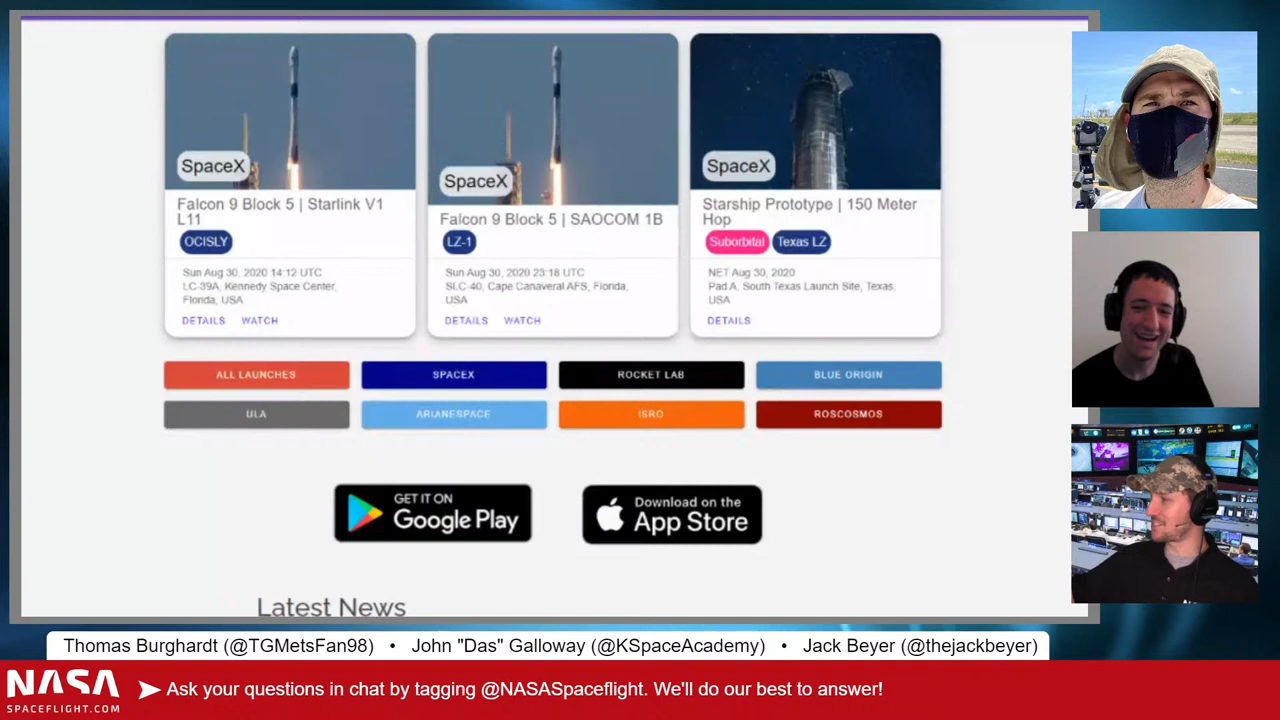 SpaceX
Falcon 9 Block 5 | Starlink V1
L11
OCISLY
Sun Aug 30, 2020 14:12 UTC
LC-39A, Kennedy Space Center,
Florida, USA
DETAILS WATCH
SpaceX
Falcon 9 Block 5 | SAOCOM 1B
LZ-1
Sun Aug 30, 2020 23:18 UTC
SLC-40, Cape Canaveral AFS, Florida,
USA
DETAILS WATCH
SpaceX
Starship Prototype | 150 Meter
Hop
Suborbital Texas LZ
NET Aug 30, 2020
Pad A, South Texas Launch Site, Texas,
USA
DETAILS
ALL LAUNCHES SPACEX ROCKET LAB BLUE ORIGIN
ULA ARIANESPACE ISRO ROSCOSMOS
GET IT ON
Google Play
Download on the
App Store
Latest News
Thomas Burghardt (@TGMetsFan98) • John "Das" Galloway (@KSpaceAcademy) • Jack Beyer (@thejackbeyer)
NASA
SPACEFLIGHT.COM
Ask your questions in chat by tagging @NASASpaceflight. We'll do our best to answer!